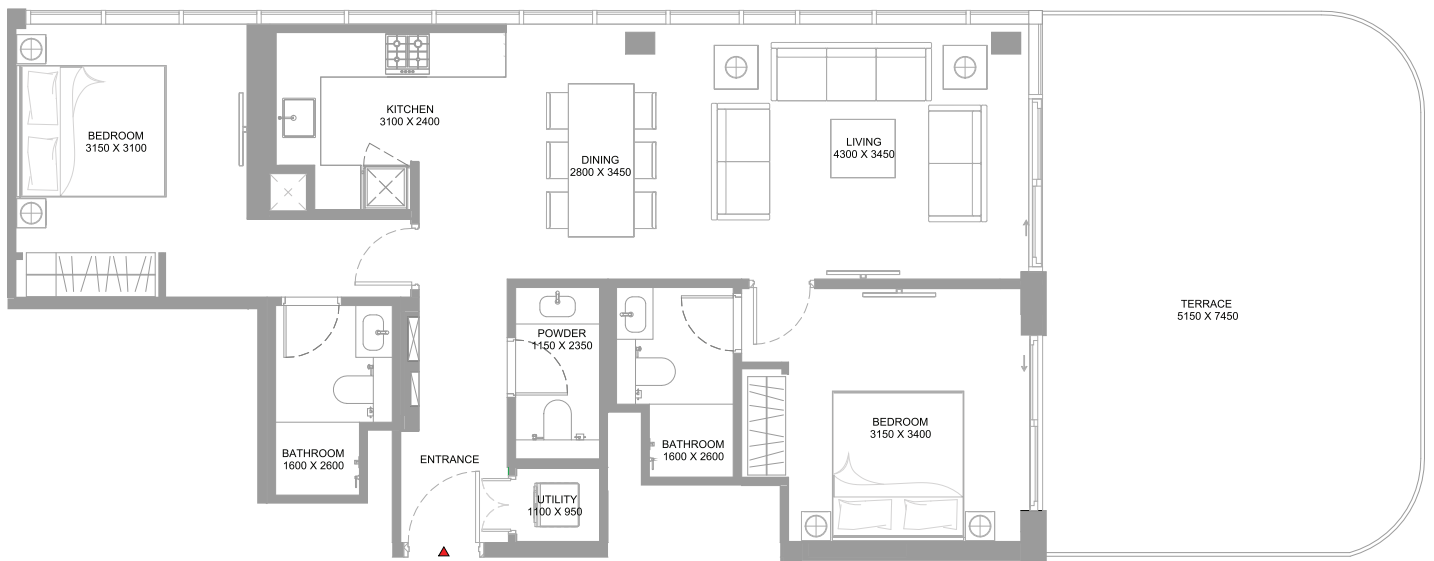 KITCHEN
3100 X 2400
BEDROOM
3150 X 3100
LIVING
4300 X 3450
DINING
2800 X 3450
TERRACE
5150 X 7450
POWDER
1150 X 2350
BEDROOM
3150 X 3400
BATHROOM
1600 X 2600
BATHROOM
1600 X 2600
ENTRANCE
UTILITY
1100 X 950